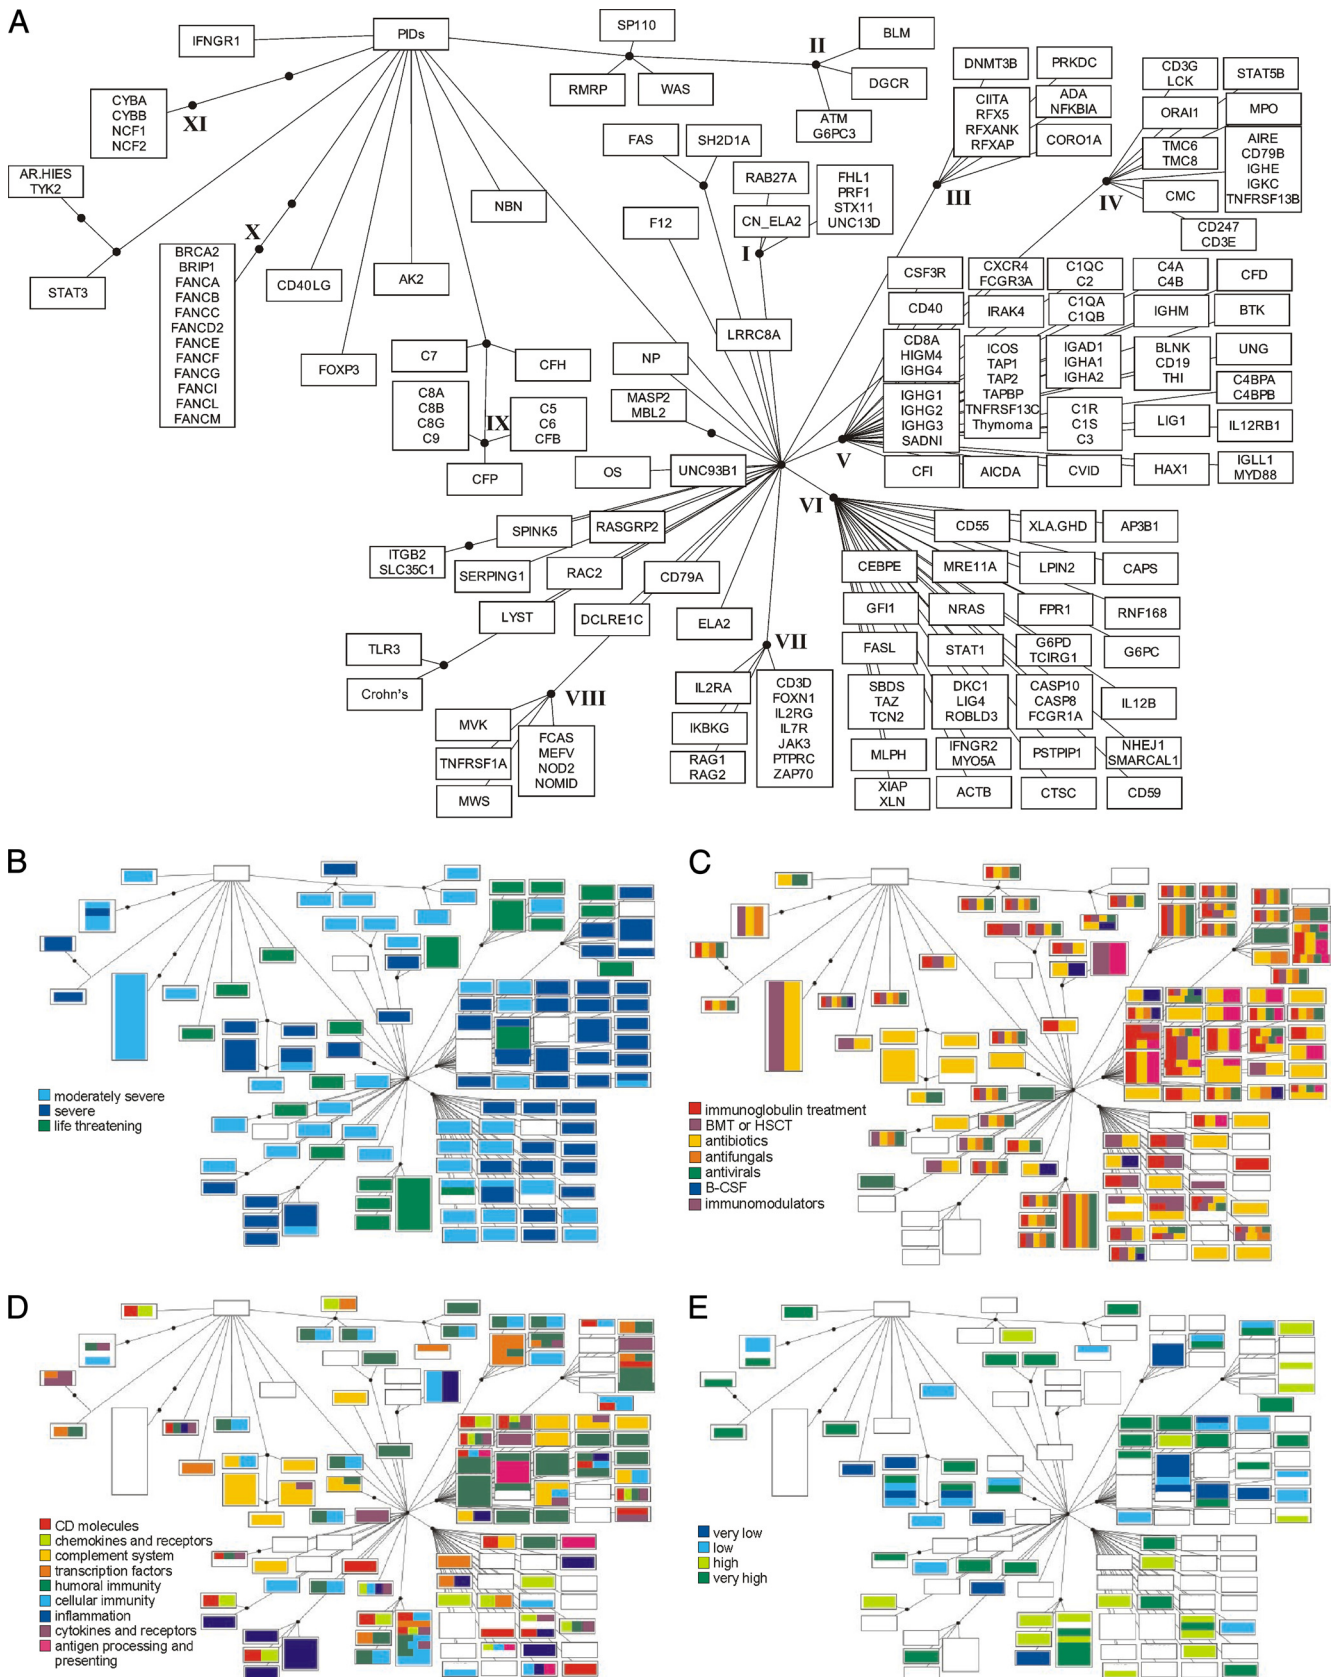 A
PIDs
IFNGR1
SP110
RMRP
WAS
II
BLM
DGCR
ATM
G6PC3
CYBA
CYBB
NCF1
NCF2
XI
AR.HIES
TYK2
STAT3
X
BRCA2
BRIP1
FANCA
FANCB
FANCC
FANCD2
FANCE
FANCF
FANCG
FANCI
FANCL
FANCM
CD40LG
FOXP3
AK2
NBN
C7
CFH
C8A
C8B
C8G
C9
IX
C5
C6
CFB
CFP
FAS
SH2D1A
F12
RAB27A
CN_ELA2
FHL1
PRF1
STX11
UNC13D
I
LRRC8A
NP
MASP2
MBL2
DNMT3B
PRKDC
CIITA
RFX5
RFXANK
RFXAP
ADA
NFKBIA
CORO1A
III
CD3G
LCK
STAT5B
ORAI1
MPO
TMC6
TMC8
AIRE
CD79B
IGHE
IGKC
TNFRSF13B
CMC
IV
CD247
CD3E
CSF3R
CXCR4
FCGR3A
C1QC
C2
C4A
C4B
CFD
CD40
IRAK4
C1QA
C1QB
IGHM
BTK
CD8A
HIGM4
IGHG4
ICOS
TAP1
TAP2
TAPBP
TNFRSF13C
Thymoma
IGAD1
IGHA1
IGHA2
BLNK
CD19
THI
UNG
C4BPA
C4BPB
IGHG1
IGHG2
IGHG3
SADNI
C1R
C1S
C3
LIG1
IL12RB1
V
CFI
AICDA
CVID
HAX1
IGLL1
MYD88
OS
UNC93B1
SPINK5
RASGRP2
ITGB2
SLC35C1
SERPING1
RAC2
CD79A
LYST
DCLRE1C
ELA2
TLR3
Crohn's
VIII
MVK
TNFRSF1A
MWS
FCAS
MEFV
NOD2
NOMID
VII
IL2RA
IKBKG
RAG1
RAG2
CD3D
FOXN1
IL2RG
IL7R
JAK3
PTPRC
ZAP70
VI
CD55
XLA.GHD
AP3B1
CEBPE
MRE11A
LPIN2
CAPS
GFI1
NRAS
FPR1
RNF168
FASL
STAT1
G6PD
TCIRG1
G6PC
SBDS
TAZ
TCN2
DKC1
LIG4
ROBLD3
CASP10
CASP8
FCGR1A
IL12B
MLPH
IFNGR2
MYO5A
PSTPIP1
NHEJ1
SMARCAL1
XIAP
XLN
ACTB
CTSC
CD59
B
moderately severe
severe
life threatening
C
immunoglobulin treatment
BMT or HSCT
antibiotics
antifungals
antivirals
B-CSF
immunomodulators
D
CD molecules
chemokines and receptors
complement system
transcription factors
humoral immunity
cellular immunity
inflammation
cytokines and receptors
antigen processing and
presenting
E
very low
low
high
very high